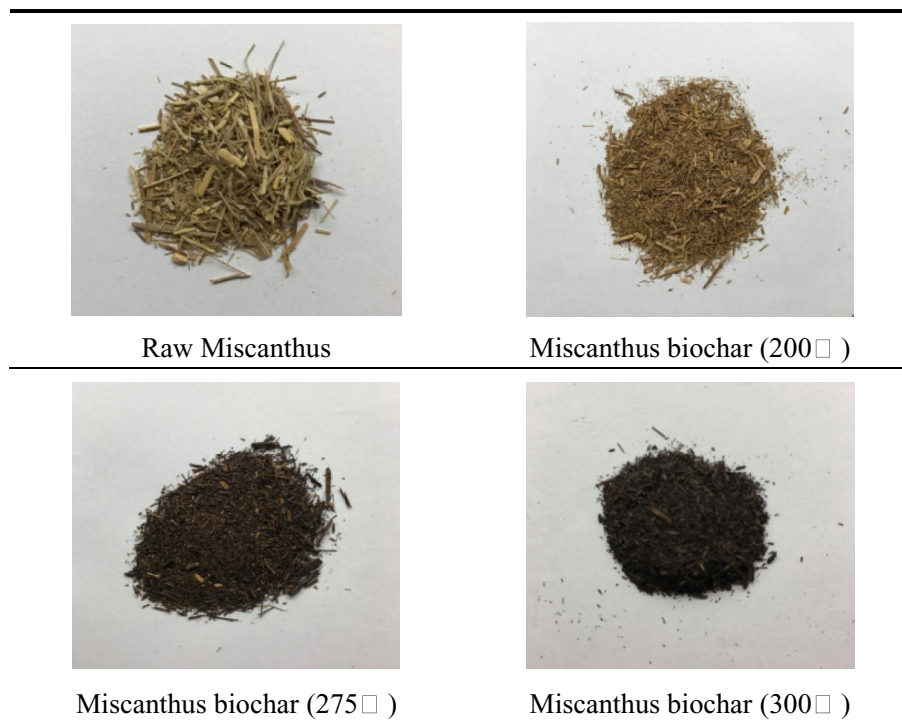 Raw Miscanthus
Miscanthus biochar (200□ )
Miscanthus biochar (275□ )
Miscanthus biochar (300□ )